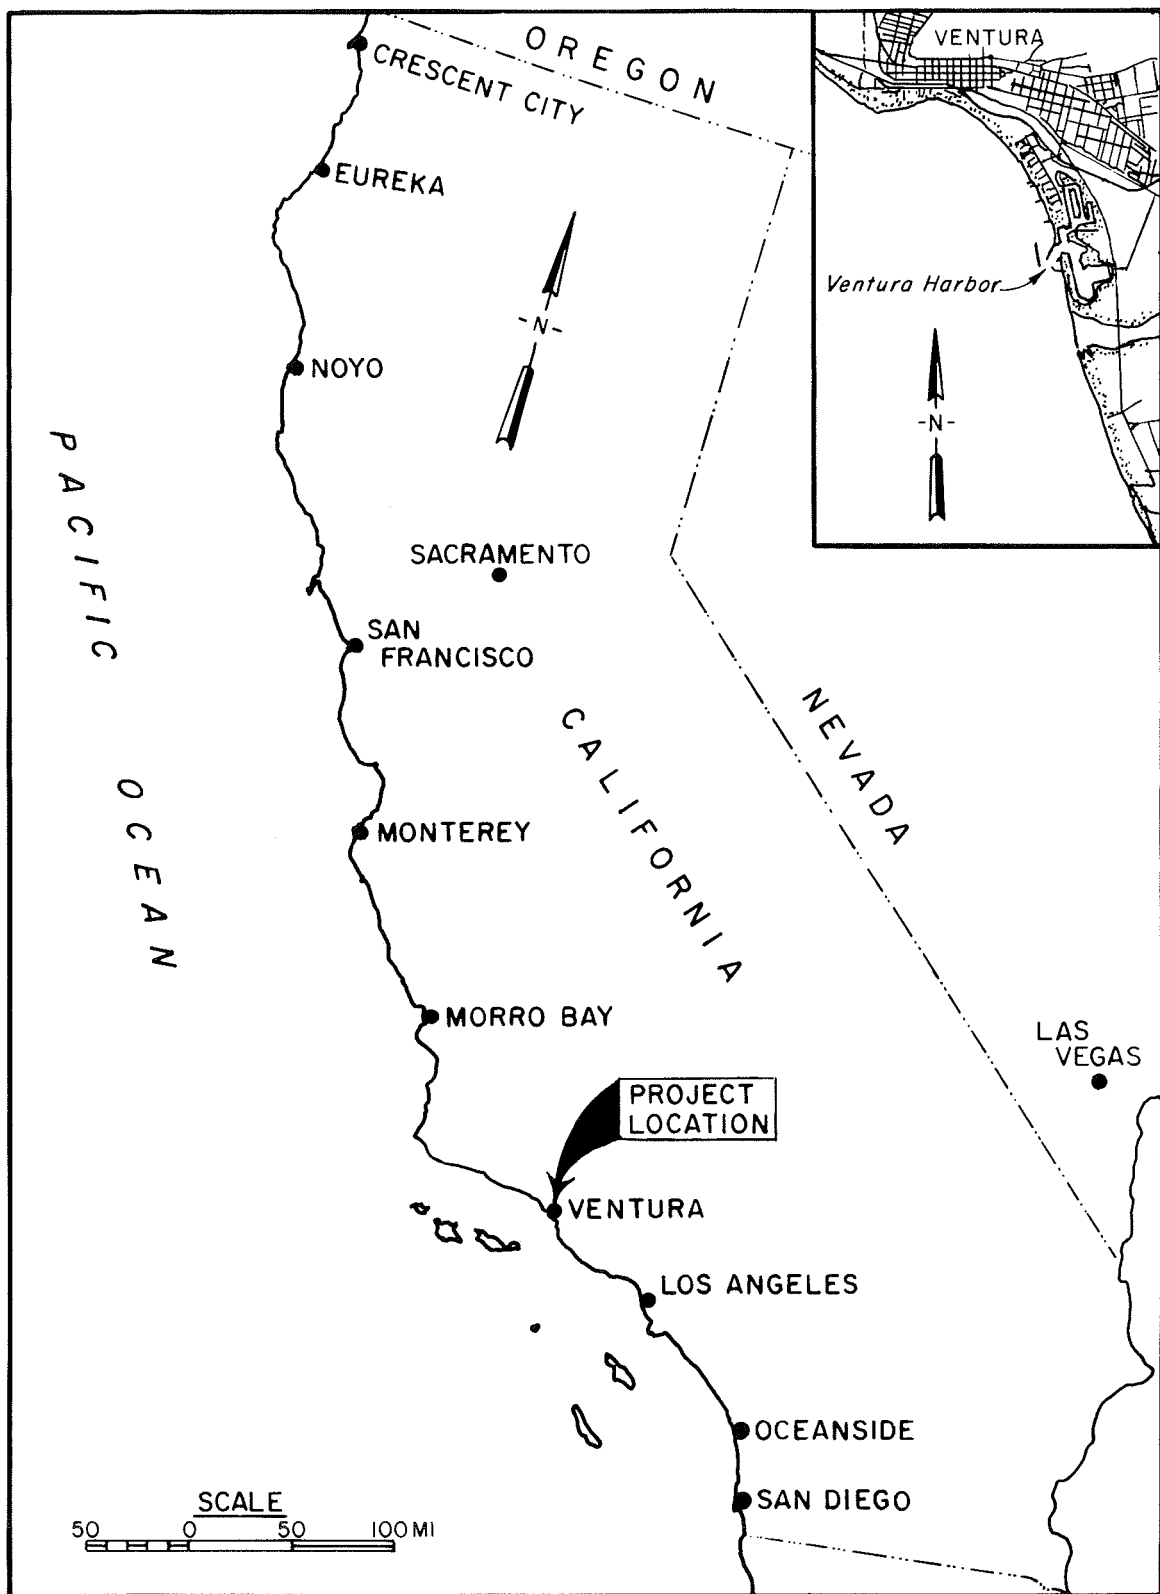 OREGON
CRESCENT CITY
EUREKA
-N-
NOYO
VENTURA
Ventura Harbor
-N-
PACIFIC OCEAN
SACRAMENTO
SAN
FRANCISCO
CALIFORNIA
NEVADA
MONTEREY
MORRO BAY
LAS
VEGAS
PROJECT
LOCATION
VENTURA
LOS ANGELES
OCEANSIDE
SAN DIEGO
SCALE
50 0 50 100 MI